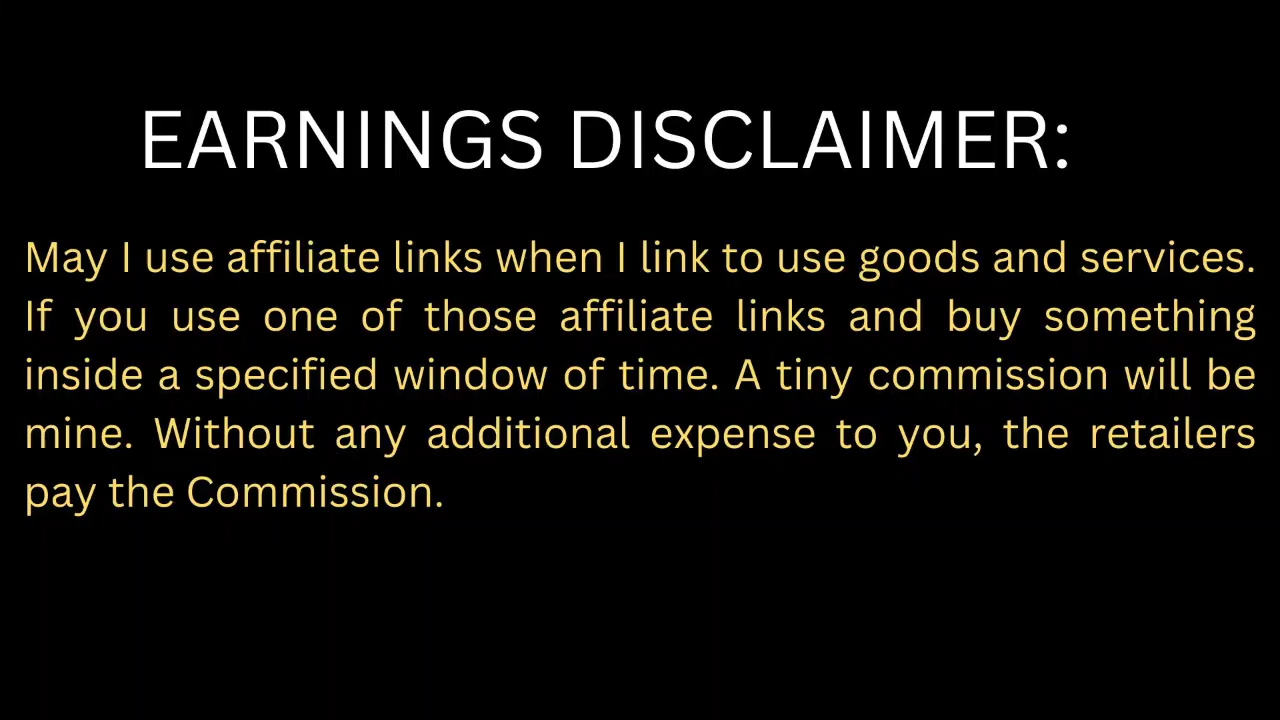 EARNINGS DISCLAIMER:
May I use affiliate links when I link to use goods and services.
If you use one of those affiliate links and buy something
inside a specified window of time. A tiny commission will be
mine. Without any additional expense to you, the retailers
pay the Commission.